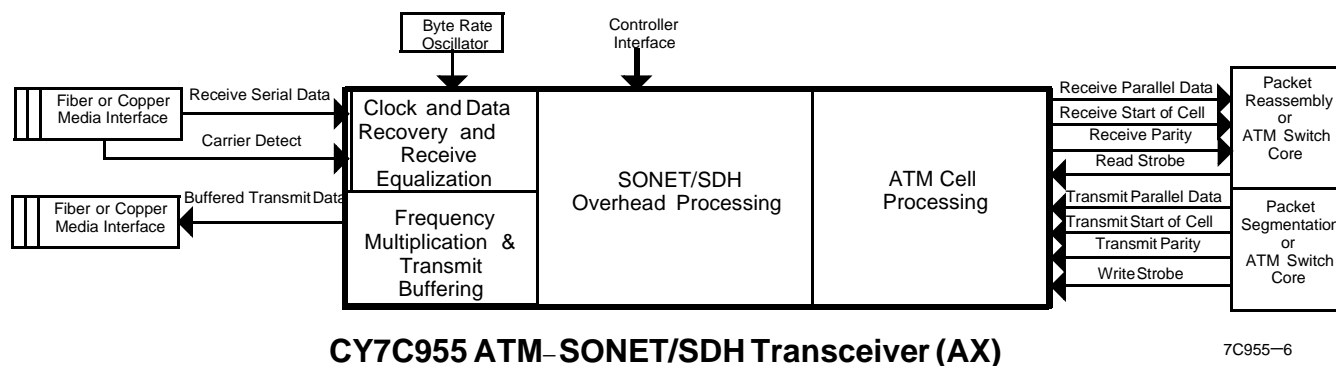 Byte Rate
Oscillator
Controller
Interface
Fiber or Copper
Media Interface
Receive Serial Data
Carrier Detect
Fiber or Copper
Media Interface
Buffered Transmit Data
Clock and Data
Recovery and
Receive
Equalization
Frequency
Multiplication &
Transmit
Buffering
SONET/SDH
Overhead Processing
ATM Cell
Processing
Receive Parallel Data
Receive Start of Cell
Receive Parity
Read Strobe
Transmit Parallel Data
Transmit Start of Cell
Transmit Parity
Write Strobe
Packet
Reassembly
or
ATM Switch
Core
Packet
Segmentation
or
ATM Switch
Core
CY7C955 ATM–SONET/SDH Transceiver (AX)
7C955–6